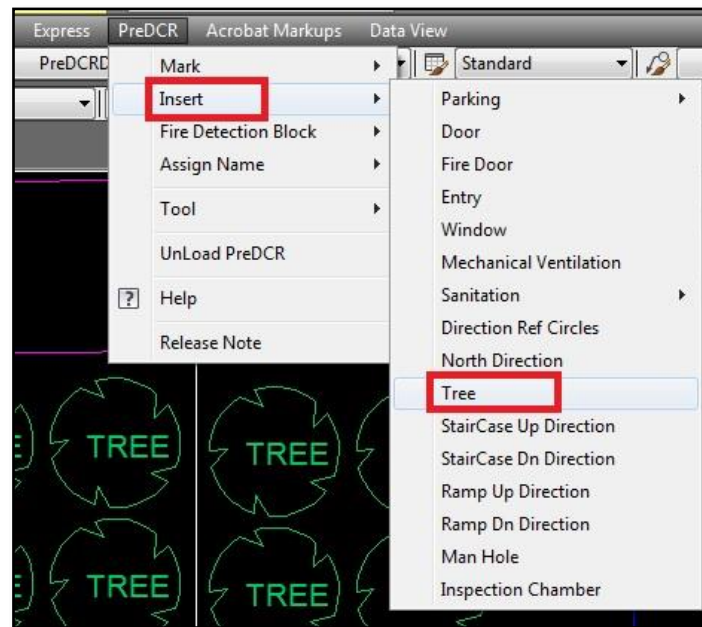 Express PreDCR Acrobat Markups Data View
PreDCRD Standard
Mark
Insert
Fire Detection Block
Assign Name
Tool
UnLoad PreDCR
? Help
Release Note
Parking
Door
Fire Door
Entry
Window
Mechanical Ventilation
Sanitation
Direction Ref Circles
North Direction
Tree
StairCase Up Direction
StairCase Dn Direction
Ramp Up Direction
Ramp Dn Direction
Man Hole
Inspection Chamber
TREE TREE
TREE TREE